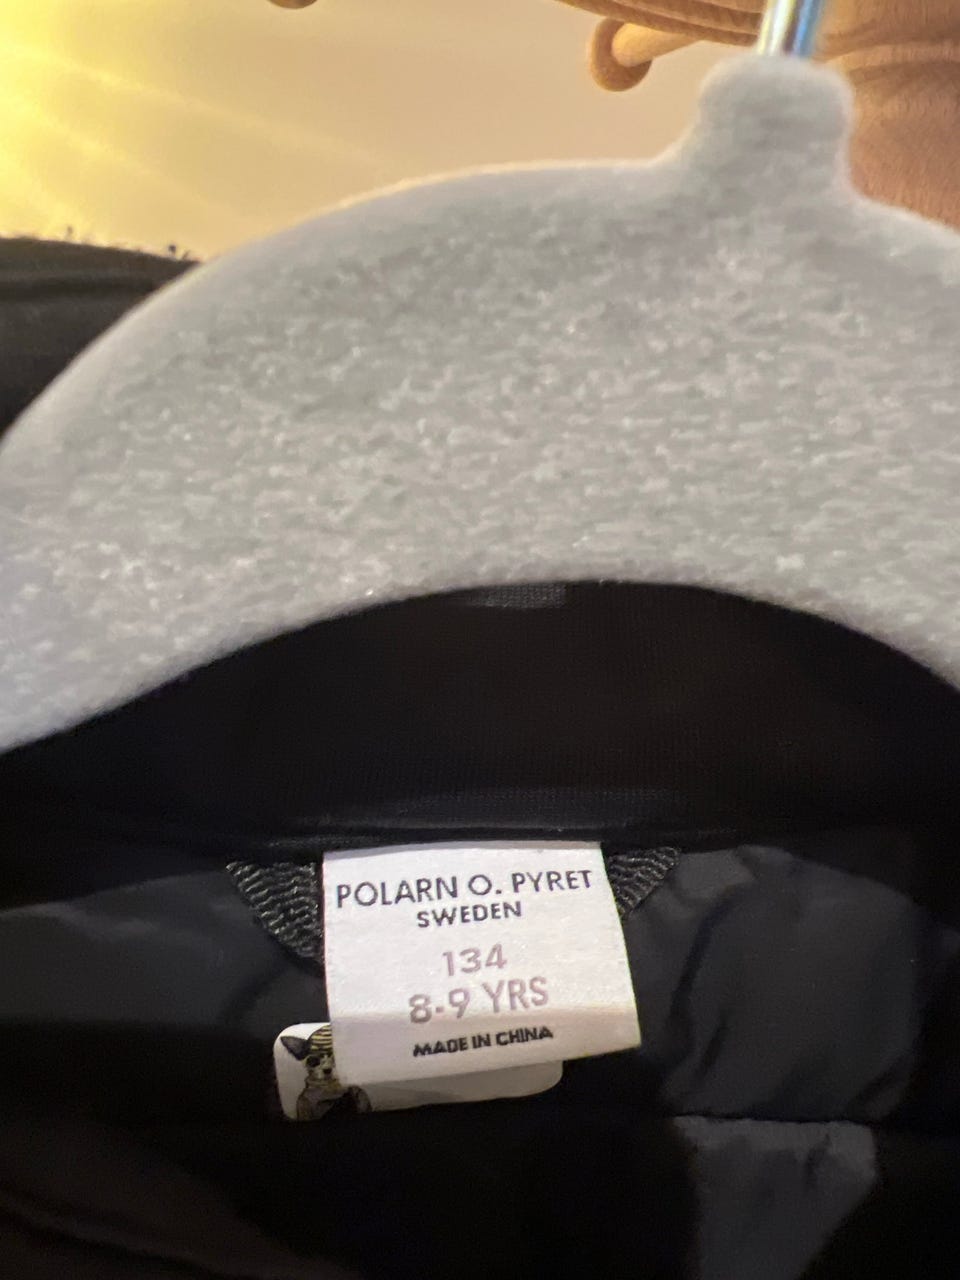 POLARN O. PYRET
SWEDEN
134
8-9 YRS
MADE IN CHINA